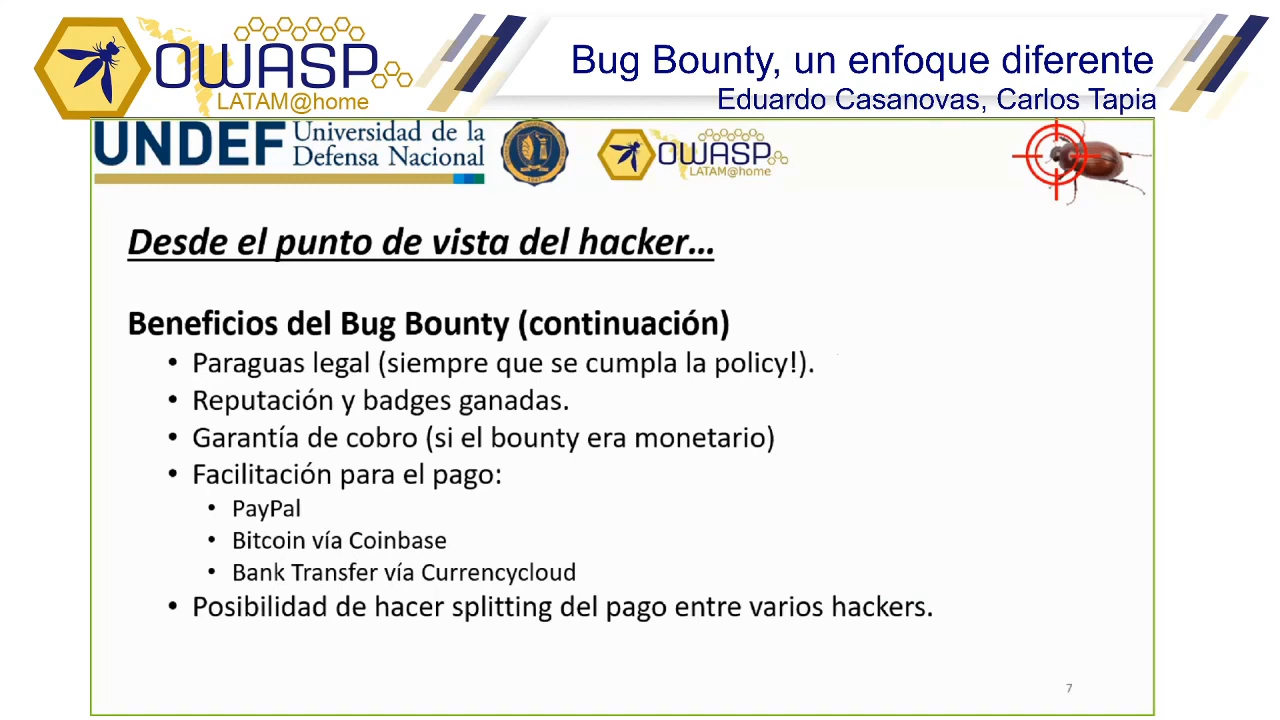 OWASP
LATAM@home
Bug Bounty, un enfoque diferente
Eduardo Casanovas, Carlos Tapia
UNDEF
Universidad de la
Defensa Nacional
OWASP
LATAM@home
Desde el punto de vista del hacker...
Beneficios del Bug Bounty (continuación)
• Paraguas legal (siempre que se cumpla la policy!).
• Reputación y badges ganadas.
• Garantía de cobro (si el bounty era monetario)
• Facilitación para el pago:
• PayPal
• Bitcoin vía Coinbase
• Bank Transfer vía Currencycloud
• Posibilidad de hacer splitting del pago entre varios hackers.
7